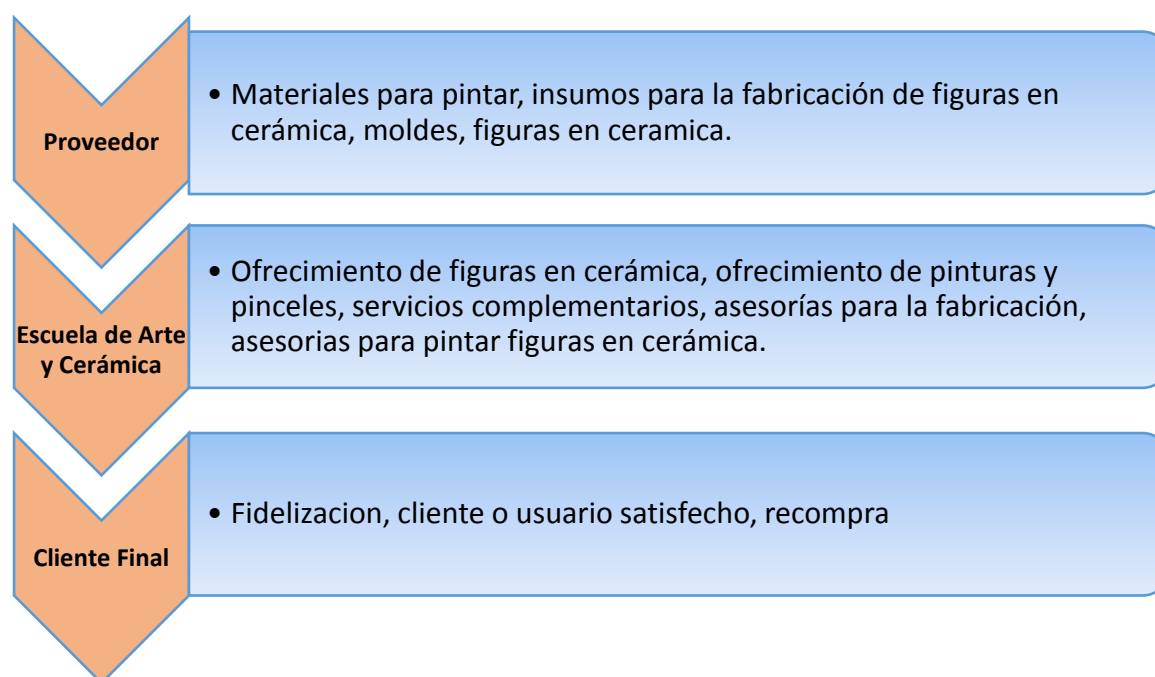 Proveedor
• Materiales para pintar, insumos para la fabricación de figuras en
cerámica, moldes, figuras en ceramica.
Escuela de Arte
y Cerámica
• Ofrecimiento de figuras en cerámica, ofrecimiento de pinturas y
pinceles, servicios complementarios, asesorías para la fabricación,
asesorias para pintar figuras en cerámica.
Cliente Final
• Fidelizacion, cliente o usuario satisfecho, recompra